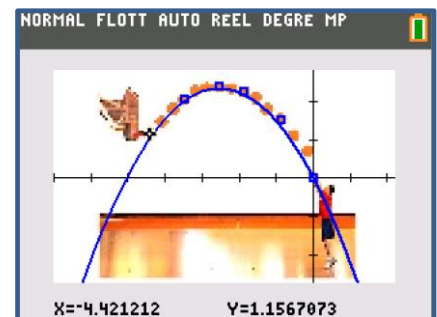 NORMAL FLOTT AUTO REEL DEGRE MP
X=-4.421212 Y=1.1567073